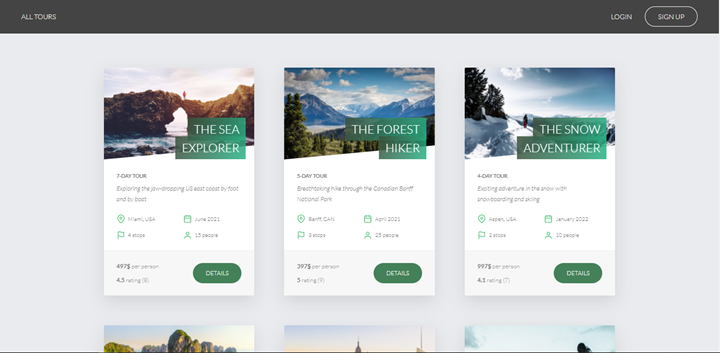 ALL TOURS
LOGIN
SIGN UP
THE SEA
EXPLORER
7-DAY TOUR
Exploring the jaw-dropping US east coast by foot
and by boat
Miami, USA
June 2021
4 stops
15 people
497$ per person
4.5 rating (8)
DETAILS
THE FOREST
HIKER
5-DAY TOUR
Breathtaking hike through the Canadian Banff
National Park
Banff, CAN
April 2021
3 stops
25 people
397$ per person
5 rating (9)
DETAILS
THE SNOW
ADVENTURER
4-DAY TOUR
Exciting adventure in the snow with
snowboarding and skiing
Aspen, USA
January 2022
2 stops
10 people
997$ per person
4.1 rating (7)
DETAILS